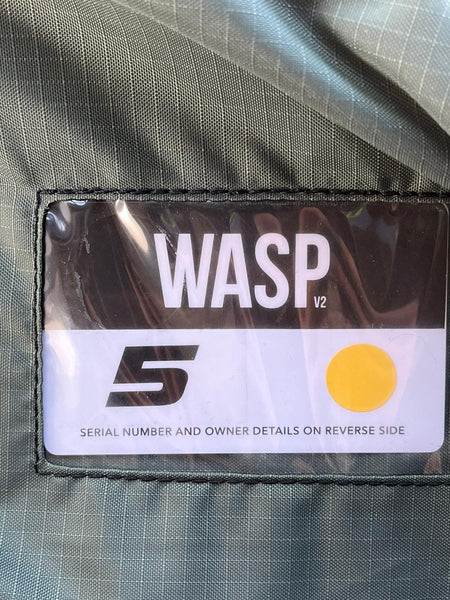 WASP
V2
5
SERIAL NUMBER AND OWNER DETAILS ON REVERSE SIDE